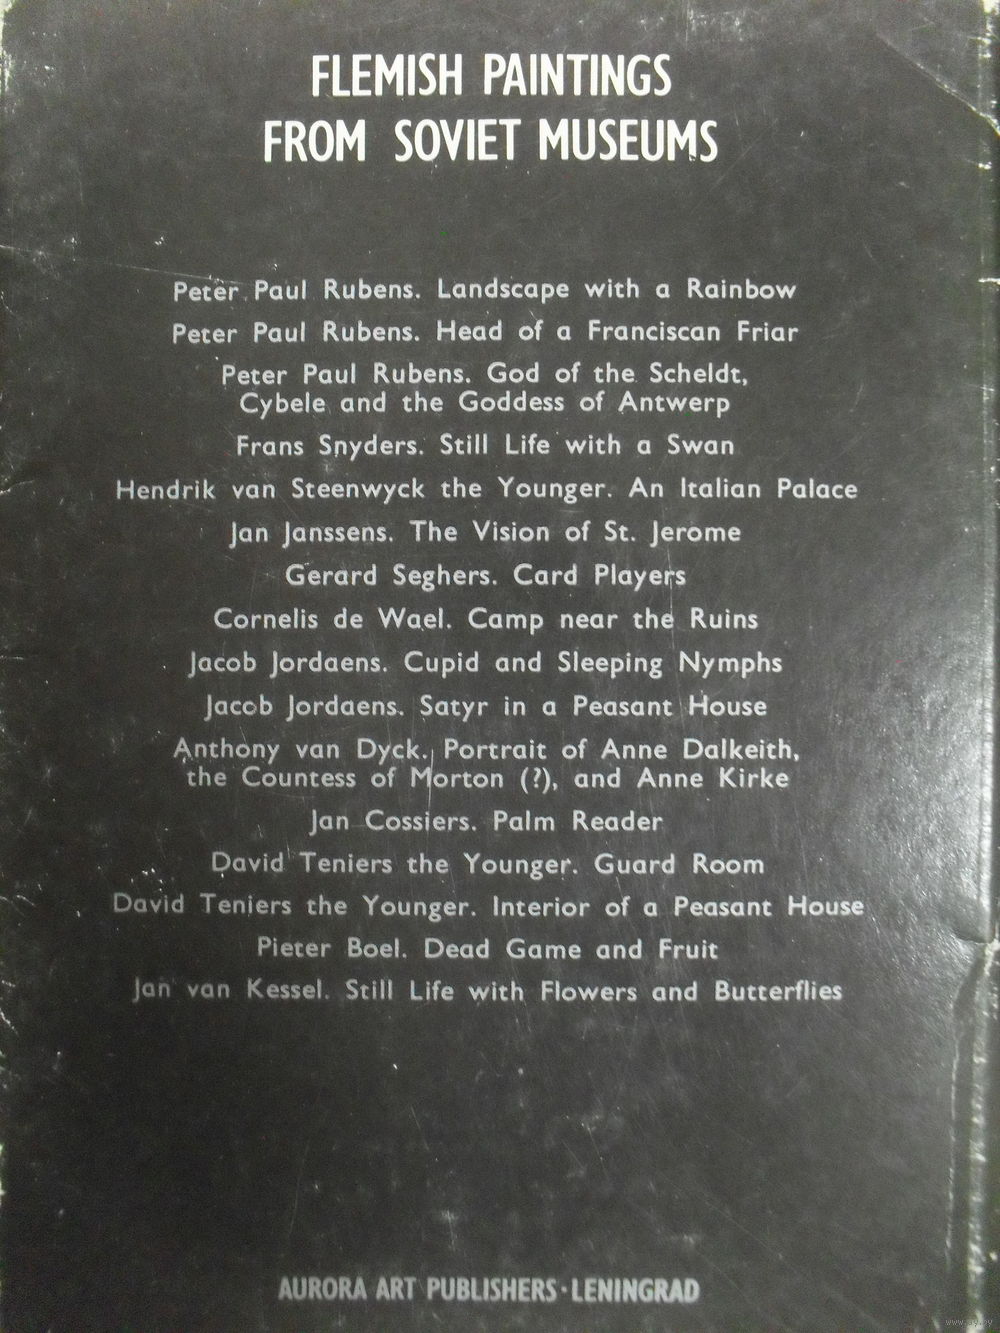 FLEMISH PAINTINGS
FROM SOVIET MUSEUMS
Peter Paul Rubens. Landscape with a Rainbow
Peter Paul Rubens. Head of a Franciscan Friar
Peter Paul Rubens. God of the Scheldt,
Cybele and the Goddess of Antwerp
Frans Snyders. Still Life with a Swan
Hendrik van Steenwyck the Younger. An Italian Palace
Jan Janssens. The Vision of St. Jerome
Gerard Seghers. Card Players
Cornelis de Wael. Camp near the Ruins
Jacob Jordaens. Cupid and Sleeping Nymphs
Jacob Jordaens. Satyr in a Peasant House
Anthony van Dyck. Portrait of Anne Dalkeith,
the Countess of Morton (?), and Anne Kirke
Jan Cossiers. Palm Reader
David Teniers the Younger. Guard Room
David Teniers the Younger. Interior of a Peasant House
Pieter Boel. Dead Game and Fruit
Jan van Kessel. Still Life with Flowers and Butterflies
AURORA ART PUBLISHERS · LENINGRAD